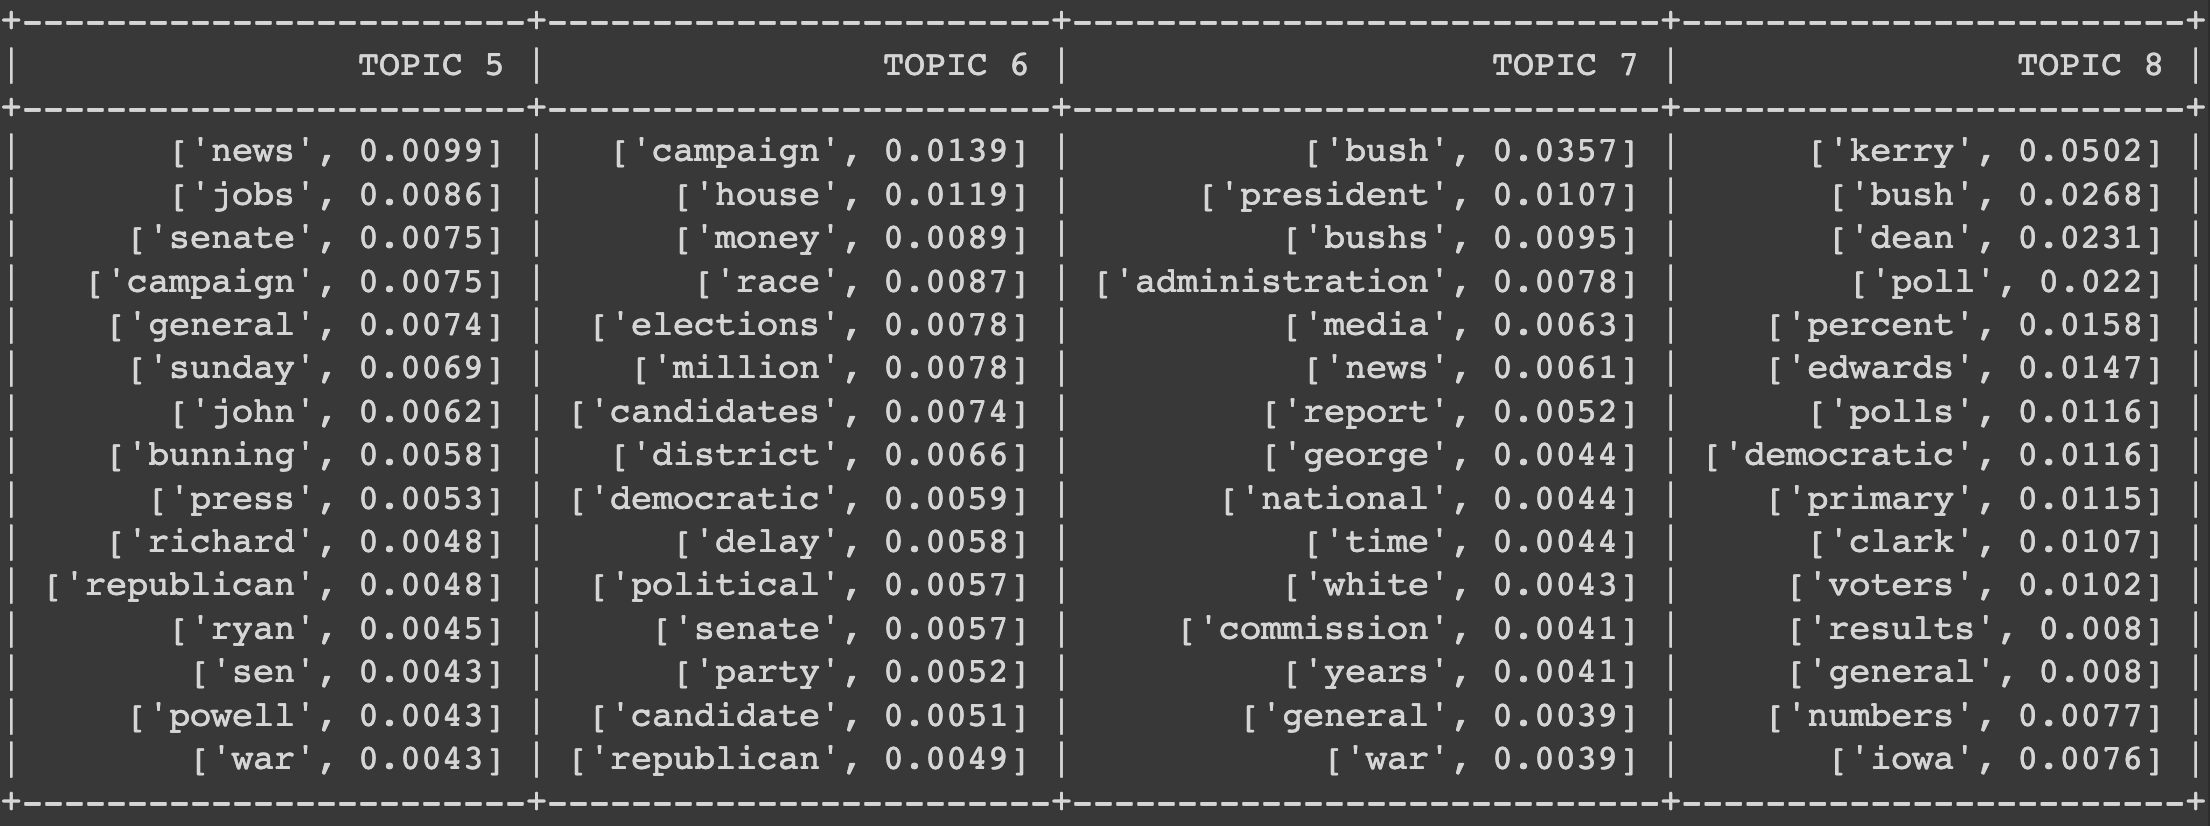 +------------------------+------------------------+----------------------------+------------------------+
| TOPIC 5 | TOPIC 6 | TOPIC 7 | TOPIC 8 |
+------------------------+------------------------+----------------------------+------------------------+
| ['news', 0.0099] | ['campaign', 0.0139] | ['bush', 0.0357] | ['kerry', 0.0502] |
| ['jobs', 0.0086] | ['house', 0.0119] | ['president', 0.0107] | ['bush', 0.0268] |
| ['senate', 0.0075] | ['money', 0.0089] | ['bushs', 0.0095] | ['dean', 0.0231] |
| ['campaign', 0.0075] | ['race', 0.0087] | ['administration', 0.0078] | ['poll', 0.022] |
| ['general', 0.0074] | ['elections', 0.0078] | ['media', 0.0063] | ['percent', 0.0158] |
| ['sunday', 0.0069] | ['million', 0.0078] | ['news', 0.0061] | ['edwards', 0.0147] |
| ['john', 0.0062] | ['candidates', 0.0074] | ['report', 0.0052] | ['polls', 0.0116] |
| ['bunning', 0.0058] | ['district', 0.0066] | ['george', 0.0044] | ['democratic', 0.0116] |
| ['press', 0.0053] | ['democratic', 0.0059] | ['national', 0.0044] | ['primary', 0.0115] |
| ['richard', 0.0048] | ['delay', 0.0058] | ['time', 0.0044] | ['clark', 0.0107] |
| ['republican', 0.0048] | ['political', 0.0057] | ['white', 0.0043] | ['voters', 0.0102] |
| ['ryan', 0.0045] | ['senate', 0.0057] | ['commission', 0.0041] | ['results', 0.008] |
| ['sen', 0.0043] | ['party', 0.0052] | ['years', 0.0041] | ['general', 0.008] |
| ['powell', 0.0043] | ['candidate', 0.0051] | ['general', 0.0039] | ['numbers', 0.0077] |
| ['war', 0.0043] | ['republican', 0.0049] | ['war', 0.0039] | ['iowa', 0.0076] |
+------------------------+------------------------+----------------------------+------------------------+